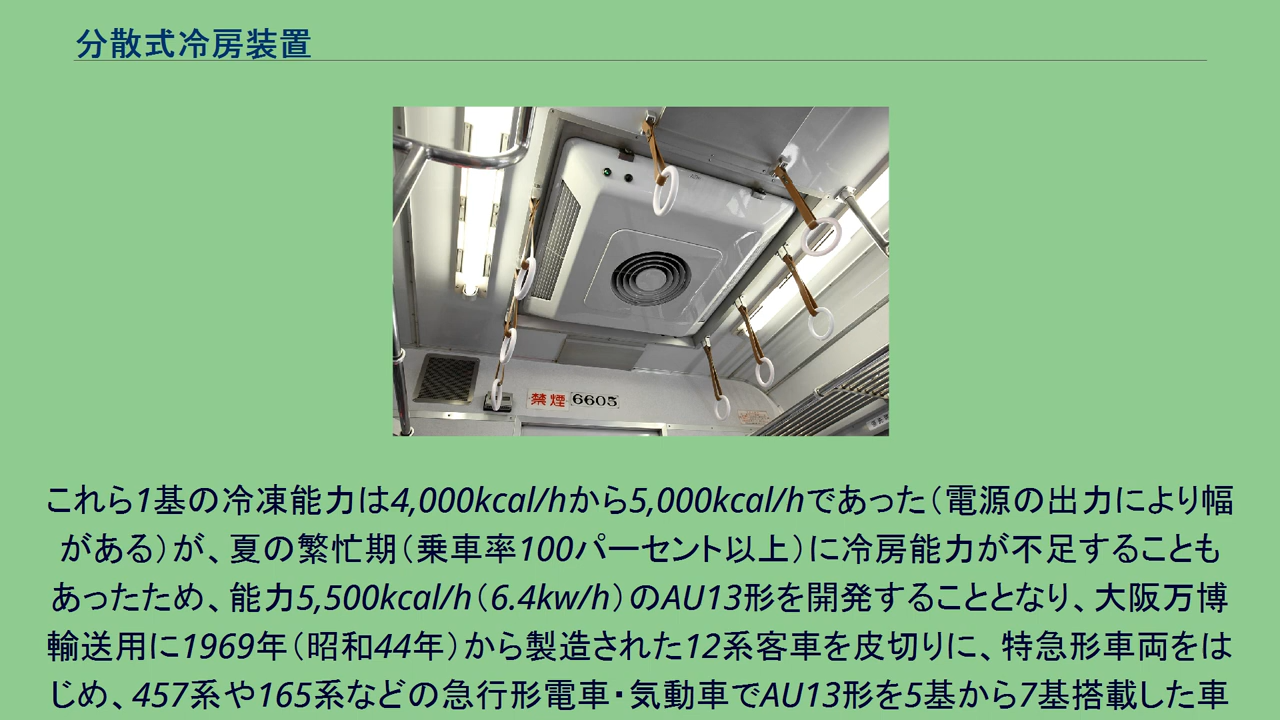 分散式冷房装置
禁煙 6605
これら1基の冷凍能力は4,000kcal/hから5,000kcal/hであった（電源の出力により幅
がある）が、夏の繁忙期（乗車率100パーセント以上）に冷房能力が不足することも
あったため、能力5,500kcal/h（6.4kw/h）のAU13形を開発することとなり、大阪万博
輸送用に1969年（昭和44年）から製造された12系客車を皮切りに、特急形車両をは
じめ、457系や165系などの急行形電車・気動車でAU13形を5基から7基搭載した車